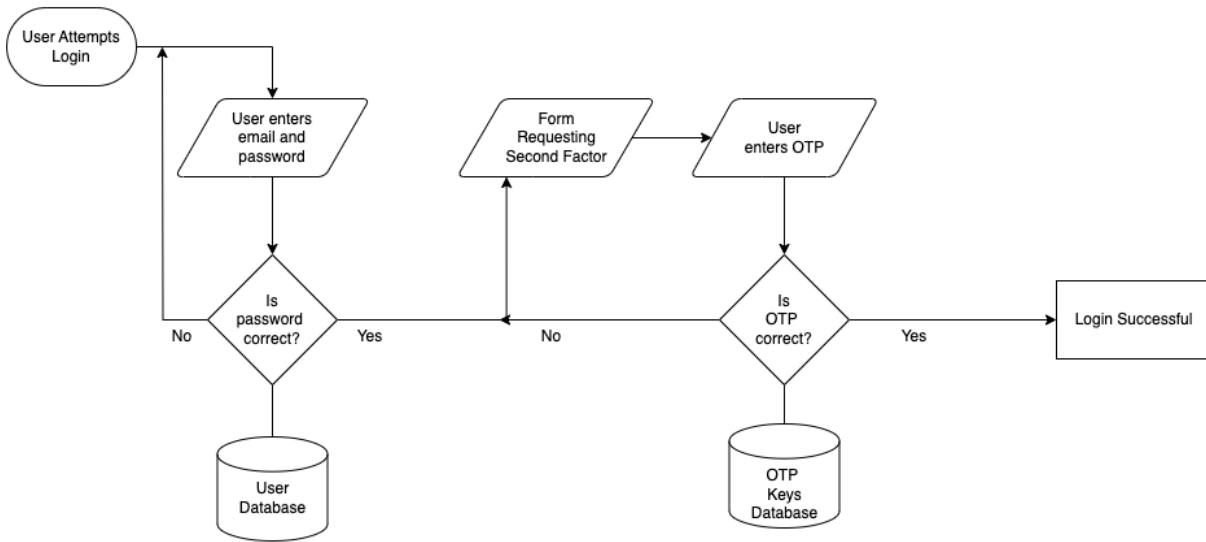 User Attempts
Login
User enters
email and
password
Form
Requesting
Second Factor
User
enters OTP
Is
password
correct?
No
Yes
No
Is
OTP
correct?
Yes
Login Successful
User
Database
OTP
Keys
Database